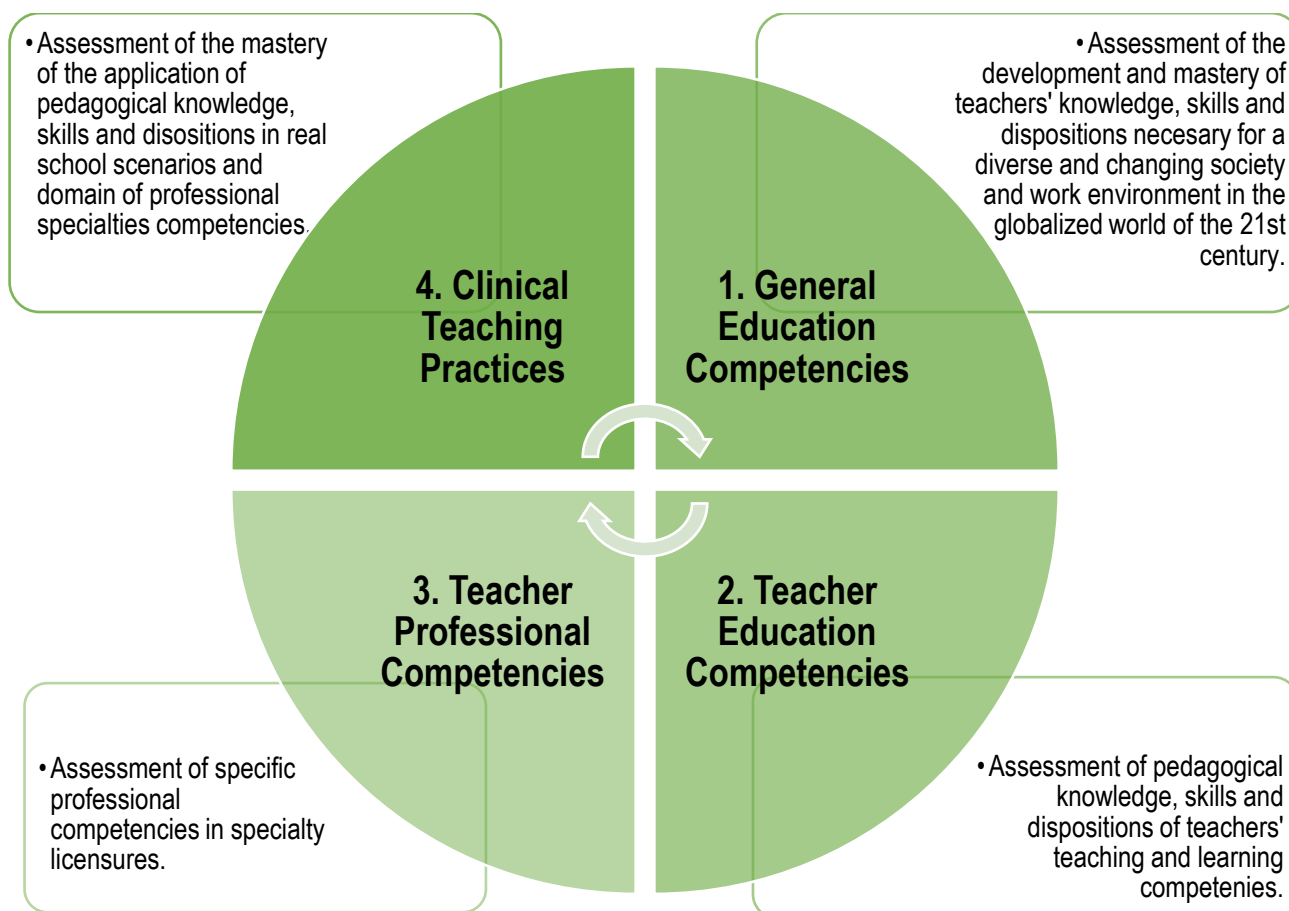 • Assessment of the mastery
of the application of
pedagogical knowledge,
skills and disositions in real
school scenarios and
domain of professional
specialties competencies.
• Assessment of the
development and mastery of
teachers' knowledge, skills and
dispositions necesary for a
diverse and changing society
and work environment in the
globalized world of the 21st
century.
4. Clinical
Teaching
Practices
1. General
Education
Competencies
3. Teacher
Professional
Competencies
2. Teacher
Education
Competencies
• Assessment of specific
professional
competencies in specialty
licensures.
• Assessment of pedagogical
knowledge, skills and
dispositions of teachers'
teaching and learning
competenies.